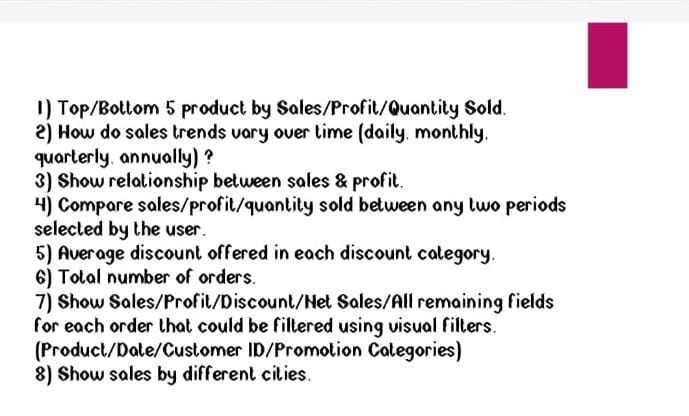 1) Top/Bottom 5 product by Sales/Profit/Quantity Sold.
2) How do sales trends vary over time (daily, monthly,
quarterly, annually) ?
3) Show relationship between sales & profit.
4) Compare sales/profit/quantity sold between any two periods
selected by the user.
5) Average discount offered in each discount category.
6) Total number of orders.
7) Show Sales/Profit/Discount/Net Sales/All remaining fields
for each order that could be filtered using visual filters.
(Product/Date/Customer ID/Promotion Categories)
8) Show sales by different cities.